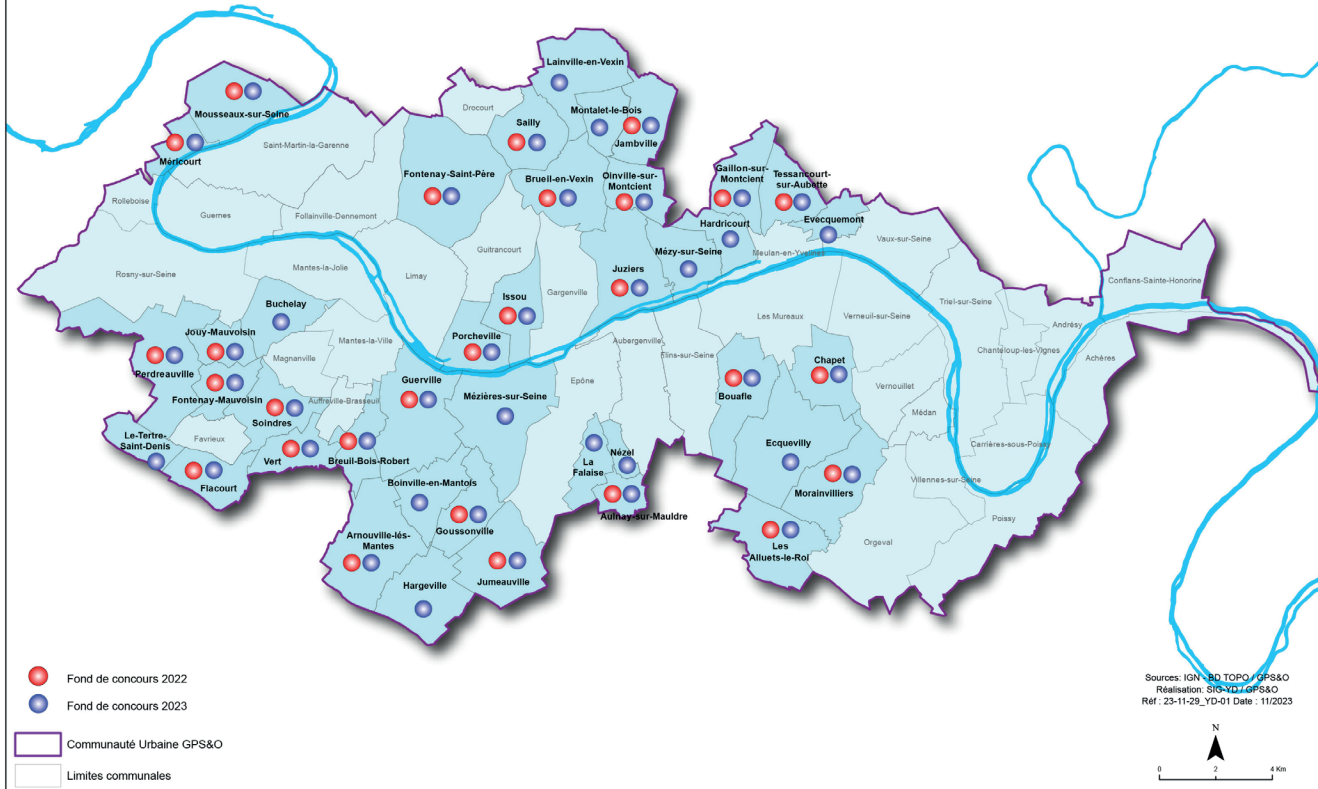 Lainville-en-Vexin
Drocourt
Montalet-le-Bois
Mousseaux-sur-Seine
Sailly
Jambville
Saint-Martin-la-Garenne
Méricourt
Fontenay-Saint-Père
Breuil-en-Vexin
Oinville-sur-
Montcient
Gaillon-sur-
Montcient
Tessancourt-
sur-Aubette
Rolleboise
Guernes
Follainville-Dennemont
Hardricourt
Evecquemont
Guitrancourt
Mézy-sur-Seine
Meulan-en-Yvelines
Vaux-sur-Seine
Rosny-sur-Seine
Mantes-la-Jolie
Limay
Juziers
Gargenville
Conflans-Sainte-Honorine
Buchelay
Issou
Triel-sur-Seine
Les Mureaux
Verneuil-sur-Seine
Andrésy
Jouy-Mauvoisin
Mantes-la-Ville
Porcheville
Aubergenville
Flins-sur-Seine
Chanteloup-les-Vignes
Achères
Magnanville
Perdreauville
Guerville
Mézières-sur-Seine
Epône
Chapet
Vernouillet
Fontenay-Mauvoisin
Auffreville-Brasseuil
Bouafle
Médan
Soindres
Le-Tertre-
Saint-Denis
Favrieux
Vert
Breuil-Bois-Robert
Ecquevilly
Carrières-sous-Poissy
Nézel
La
Falaise
Flacourt
Boinville-en-Mantois
Morainvilliers
Villennes-sur-Seine
Aulnay-sur-Mauldre
Goussonville
Poissy
Arnouville-lés-
Mantes
Les
Alluets-le-Roi
Orgeval
Jumeauville
Hargeville
Fond de concours 2022
Fond de concours 2023
Communauté Urbaine GPS&O
Limites communales
Sources: IGN - BD TOPO / GPS&O
Réalisation: SIG-YD / GPS&O
Réf : 23-11-29_YD-01 Date : 11/2023
N
0 2 4 Km